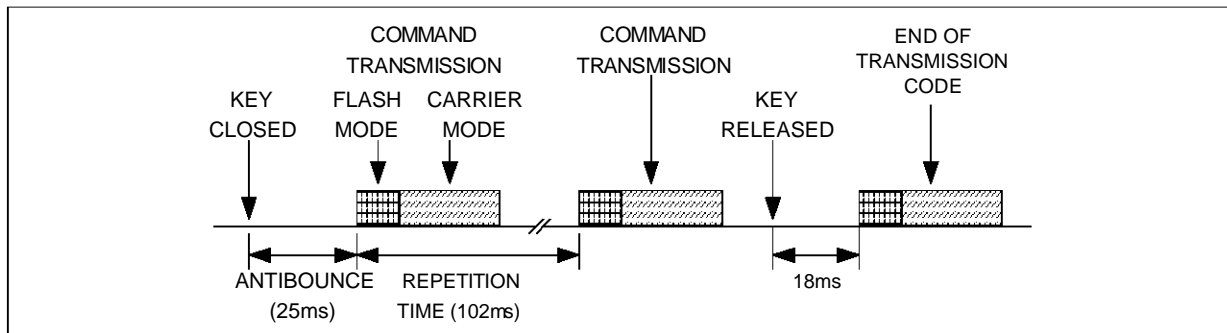 COMMAND
TRANSMISSION
COMMAND
TRANSMISSION
END OF
TRANSMISSION
CODE
KEY
CLOSED
FLASH
MODE
CARRIER
MODE
KEY
RELEASED
ANTIBOUNCE
(25ms)
REPETITION
TIME (102ms)
18ms